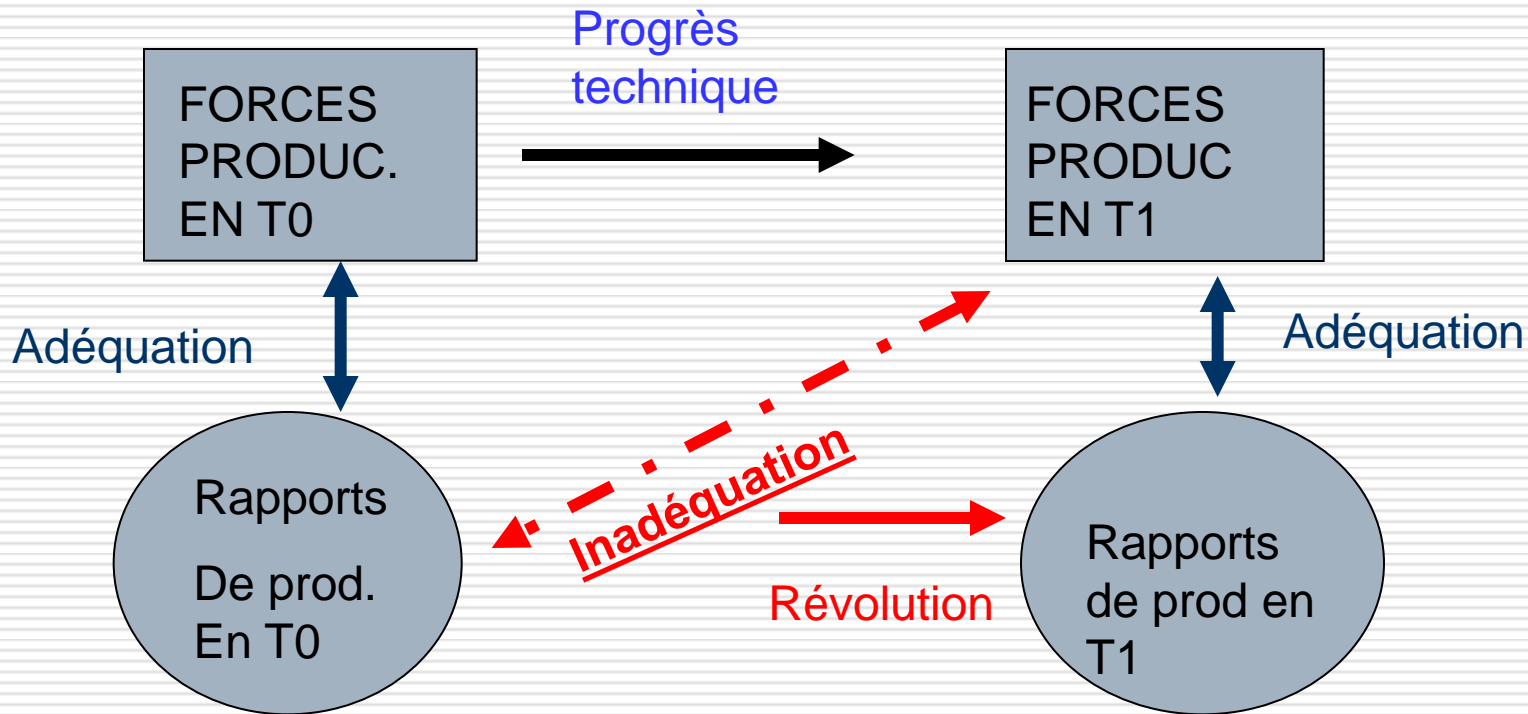 Progrès
technique
FORCES
PRODUC.
EN T0
FORCES
PRODUC
EN T1
Adéquation
Adéquation
Inadéquation
Rapports
De prod.
En T0
Révolution
Rapports
de prod en
T1